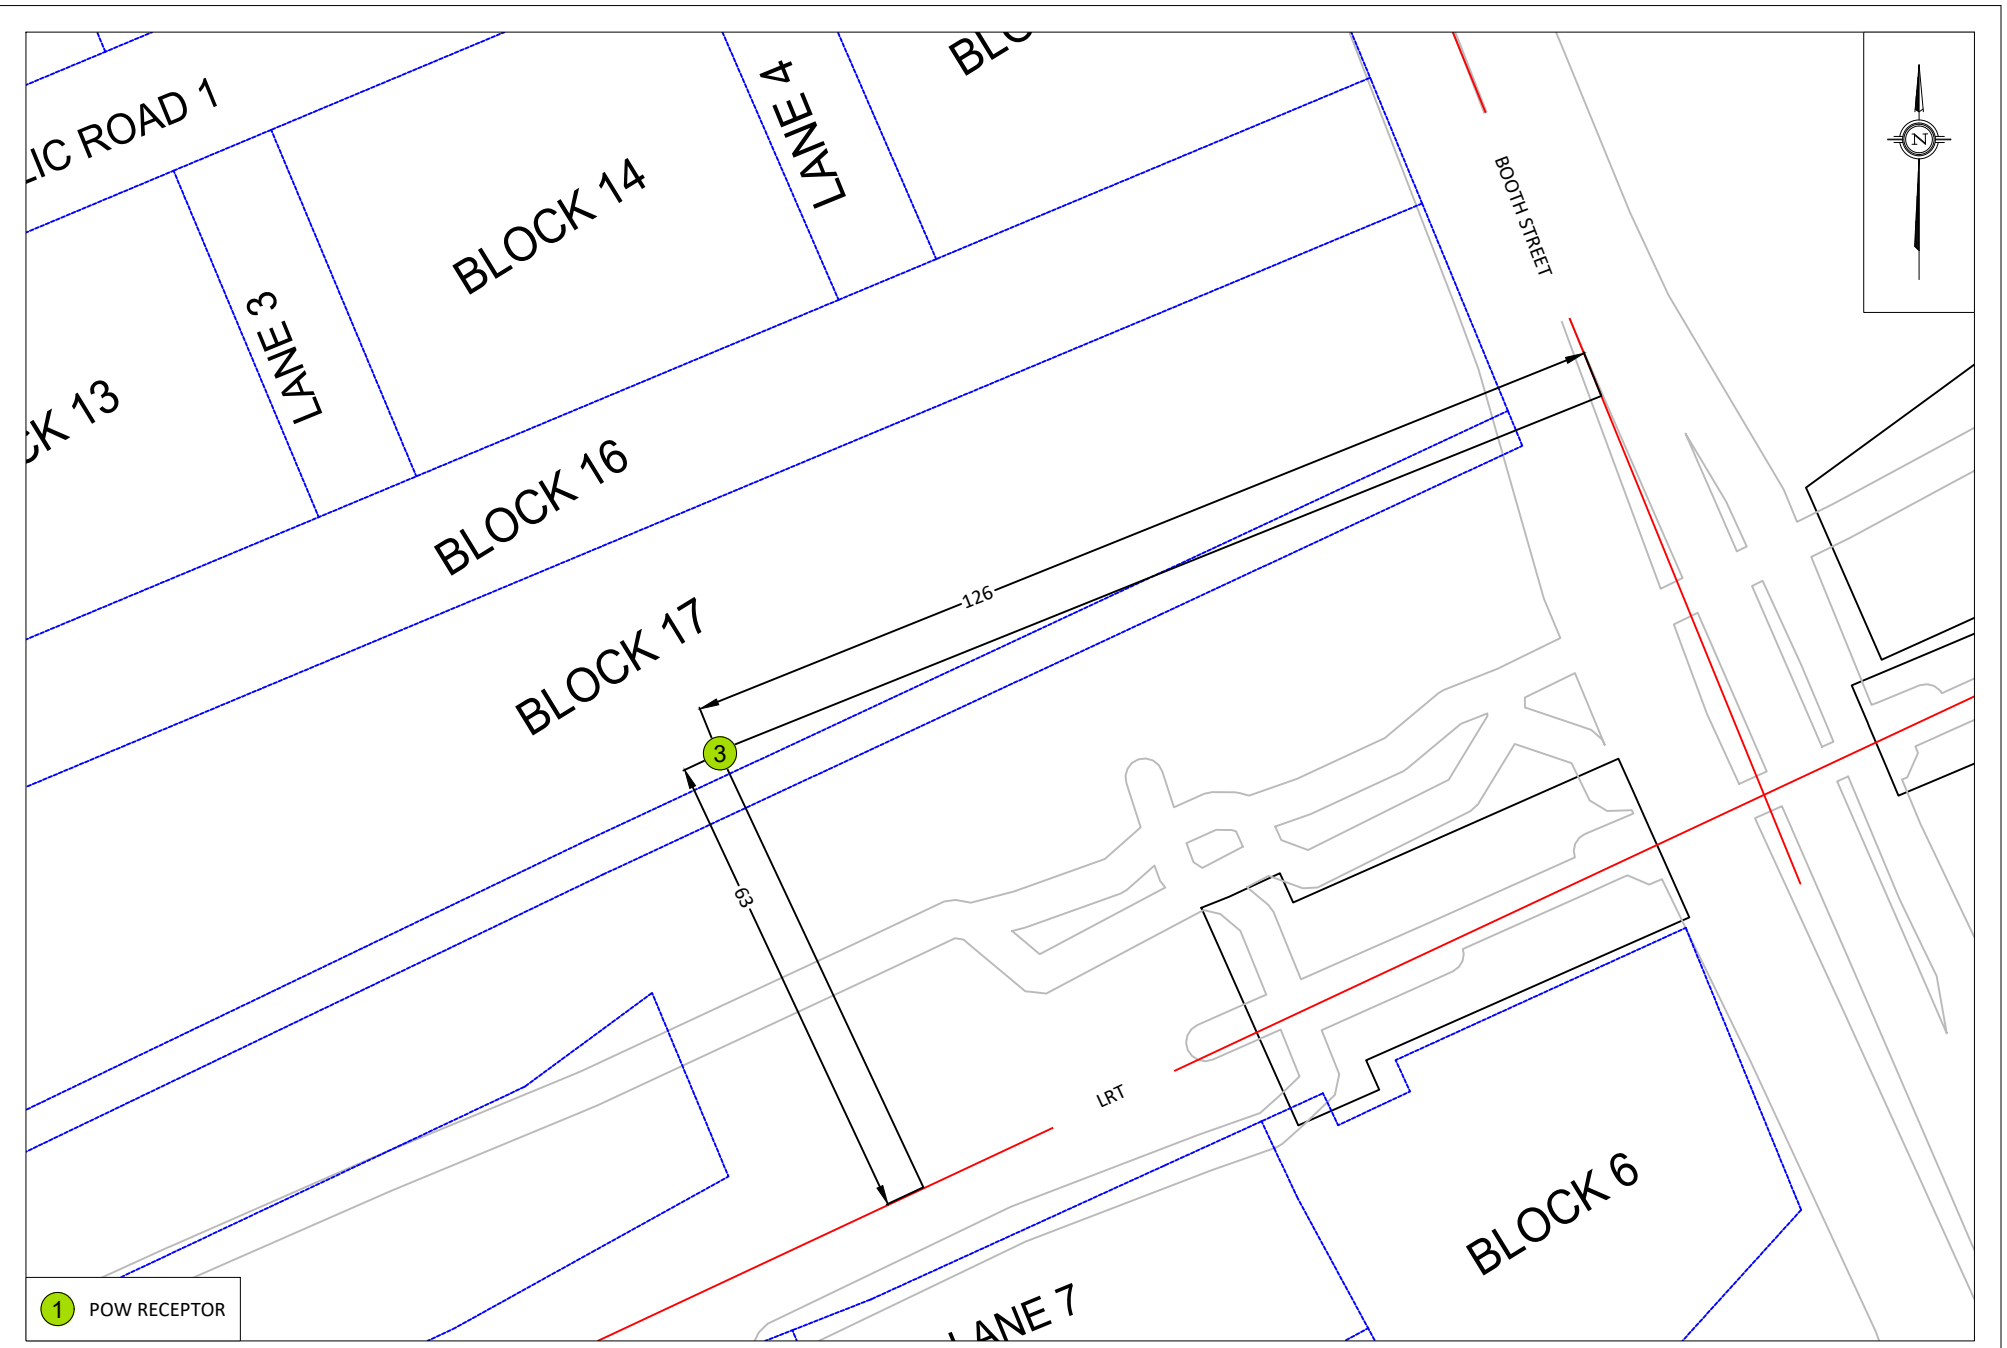 LIC ROAD 1
LANE 4
BLOCK 14
BOOTH STREET
N
LANE 3
CK 13
BLOCK 16
126
BLOCK 17
3
63
LRT
BLOCK 6
LANE 7
1 POW RECEPTOR